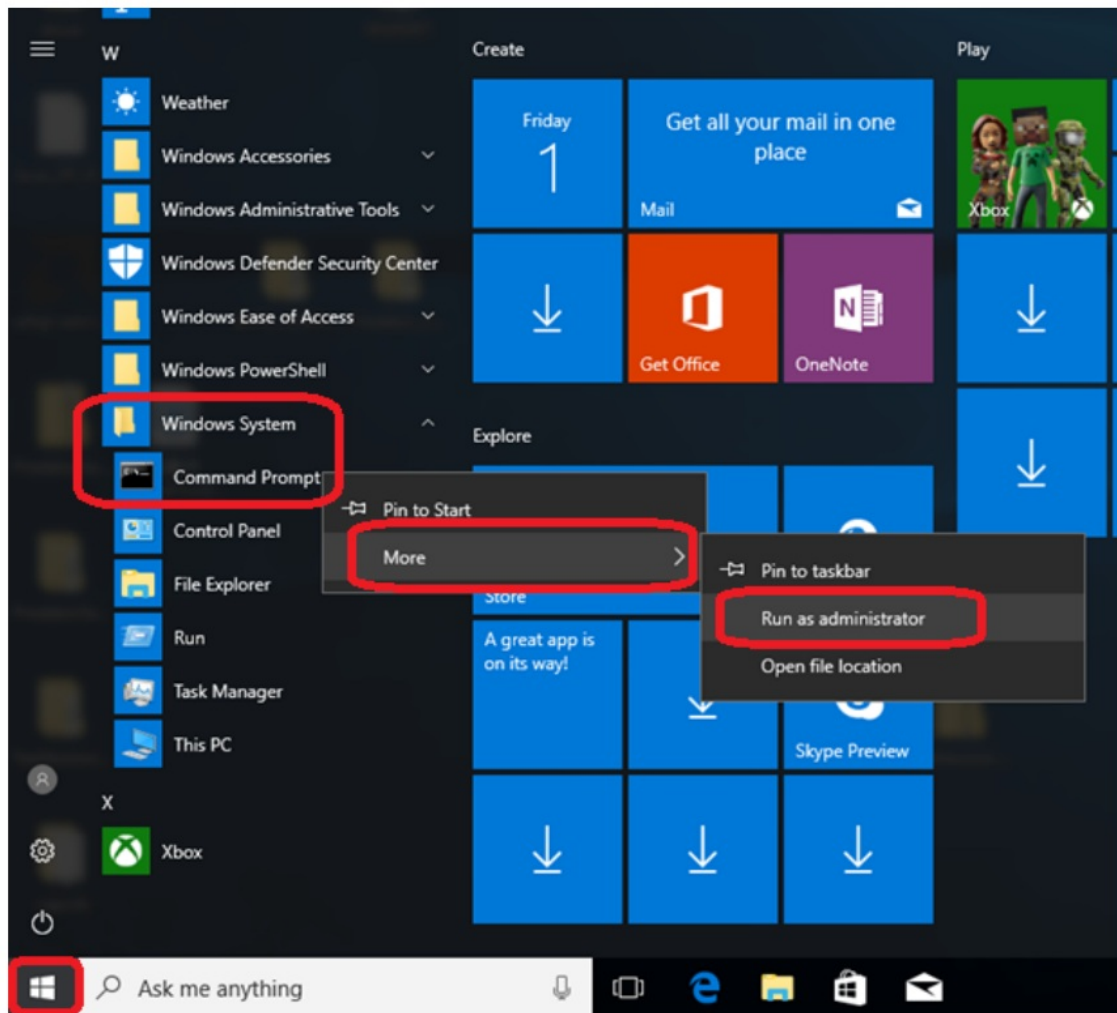 W
Weather
Windows Accessories
Windows Administrative Tools
Windows Defender Security Center
Windows Ease of Access
Windows PowerShell
Windows System
Command Prompt
Control Panel
File Explorer
Run
Task Manager
This PC
X
Xbox
Create
Friday
1
Get all your mail in one
place
Mail
Get Office
OneNote
Play
Xbox
Explore
Store
A great app is
on its way!
Skype Preview
Pin to Start
More
Pin to taskbar
Run as administrator
Open file location
Ask me anything